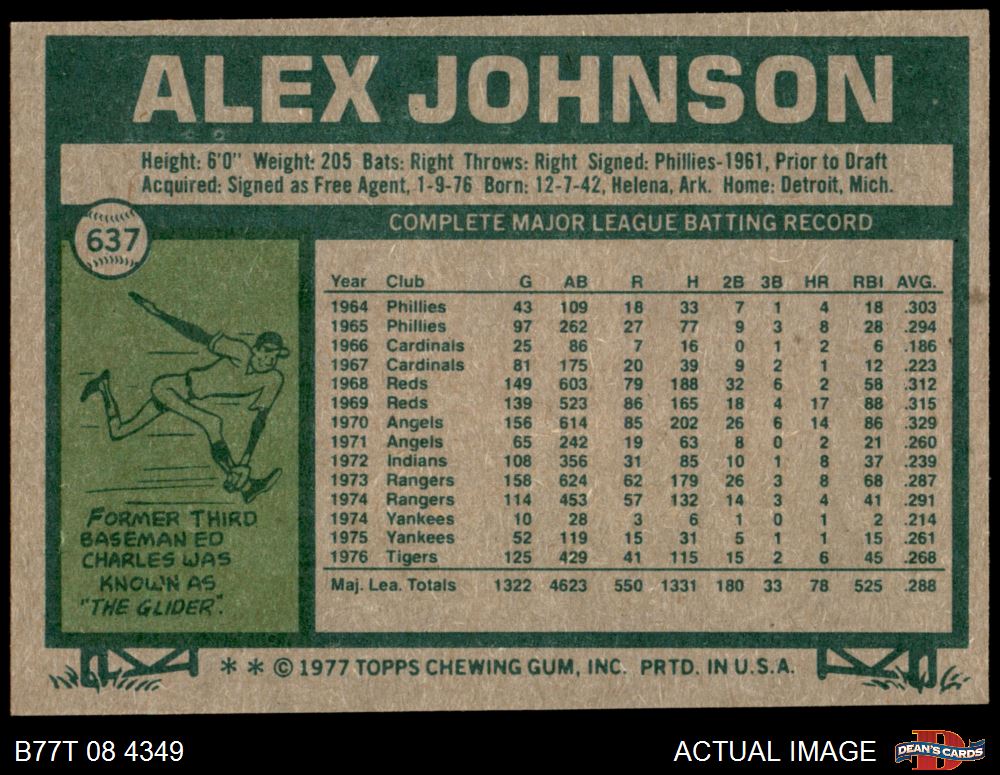 ALEX JOHNSON
Height: 6'0" Weight: 205 Bats: Right Throws: Right Signed: Phillies-1961, Prior to Draft
Acquired: Signed as Free Agent, 1-9-76 Born: 12-7-42, Helena, Ark. Home: Detroit, Mich.
637
COMPLETE MAJOR LEAGUE BATTING RECORD
Year Club G AB R H 2B 3B HR RBI AVG.
1964 Phillies 43 109 18 33 7 1 4 18 .303
1965 Phillies 97 262 27 77 9 3 8 28 .294
1966 Cardinals 25 86 7 16 0 1 2 6 .186
1967 Cardinals 81 175 20 39 9 2 1 12 .223
1968 Reds 149 603 79 188 32 6 2 58 .312
1969 Reds 139 523 86 165 18 4 17 88 .315
1970 Angels 156 614 85 202 26 6 14 86 .329
1971 Angels 65 242 19 63 8 0 2 21 .260
1972 Indians 108 356 31 85 10 1 8 37 .239
1973 Rangers 158 624 62 179 26 3 8 68 .287
1974 Rangers 114 453 57 132 14 3 4 41 .291
1974 Yankees 10 28 3 6 1 0 1 2 .214
1975 Yankees 52 119 15 31 5 1 1 15 .261
1976 Tigers 125 429 41 115 15 2 6 45 .268
Maj. Lea. Totals 1322 4623 550 1331 180 33 78 525 .288
FORMER THIRD
BASEMAN ED
CHARLES WAS
KNOWN AS
"THE GLIDER".
* * © 1977 TOPPS CHEWING GUM, INC. PRTD. IN U.S.A.
B77T 08 4349
ACTUAL IMAGE
D
DEAN'S CARDS